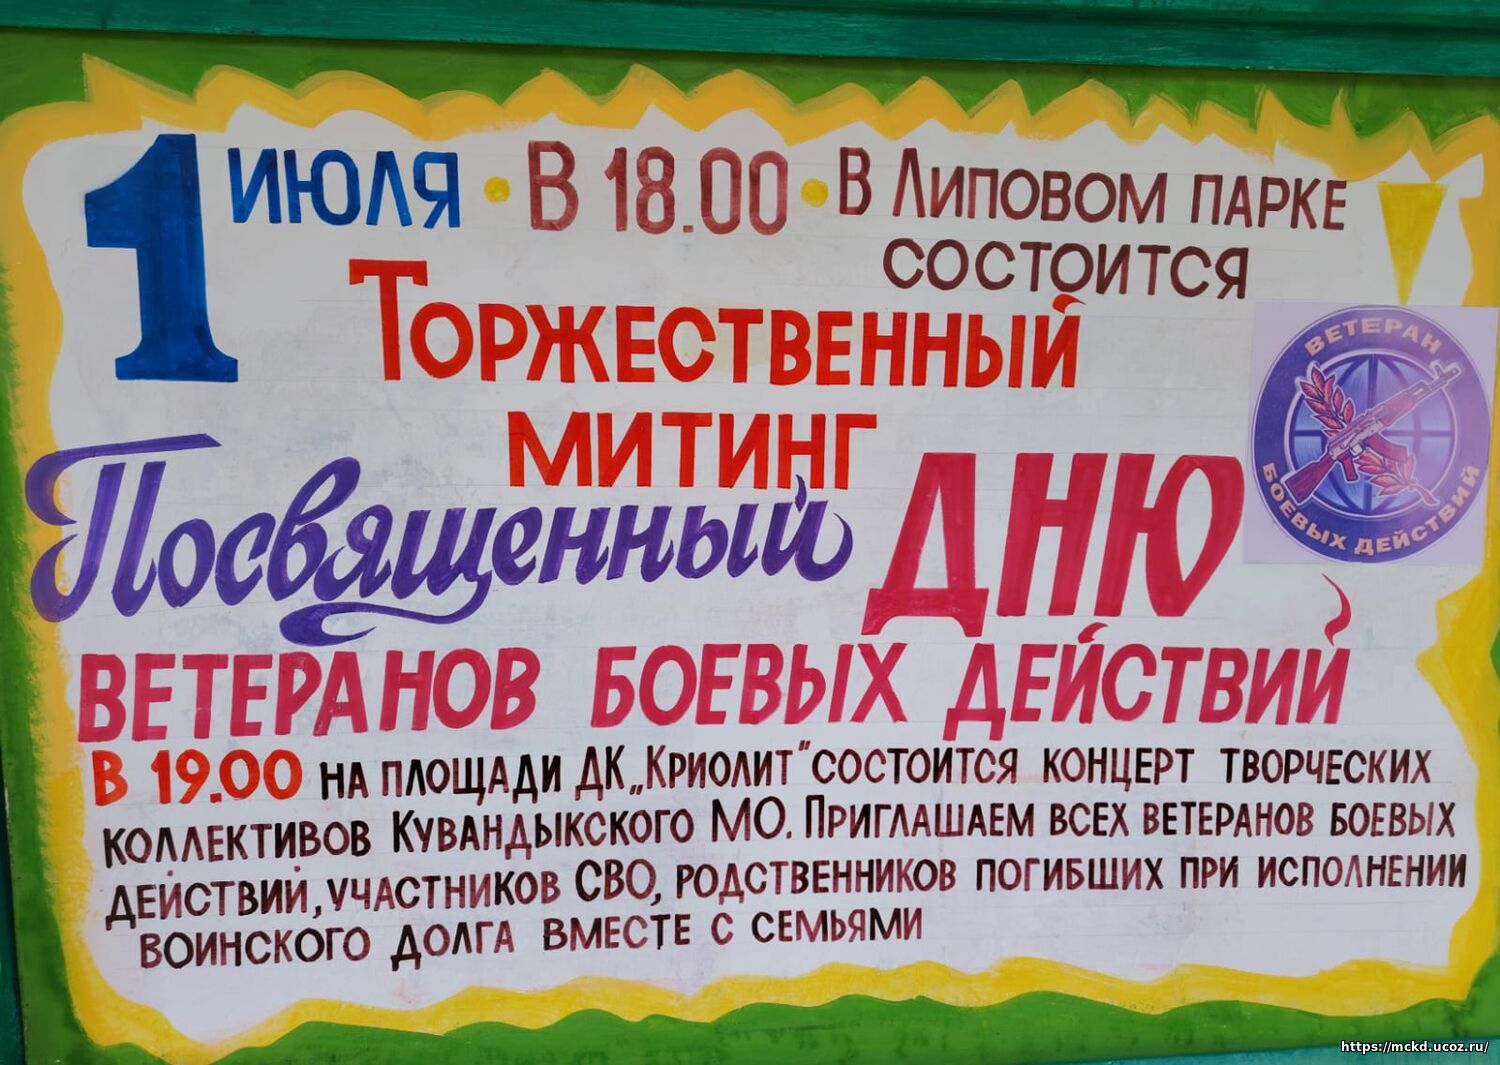 1 ИЮЛЯ • В 18.00 • В ЛИПОВОМ ПАРКЕ
СОСТОИТСЯ
ТОРЖЕСТВЕННЫЙ
МИТИНГ
Посвященный ДНЮ
ВЕТЕРАНОВ БОЕВЫХ ДЕЙСТВИЙ
В 19.00 НА ПЛОЩАДИ ДК „КРИОЛИТ" СОСТОИТСЯ КОНЦЕРТ ТВОРЧЕСКИХ
КОЛЛЕКТИВОВ КУВАНДЫКСКОГО МО. ПРИГЛАШАЕМ ВСЕХ ВЕТЕРАНОВ БОЕВЫХ
ДЕЙСТВИЙ, УЧАСТНИКОВ СВО, РОДСТВЕННИКОВ ПОГИБШИХ ПРИ ИСПОЛНЕНИИ
ВОИНСКОГО ДОЛГА ВМЕСТЕ С СЕМЬЯМИ
ВЕТЕРАН
БОЕВЫХ ДЕЙСТВИЙ
https://mckd.ucoz.ru/